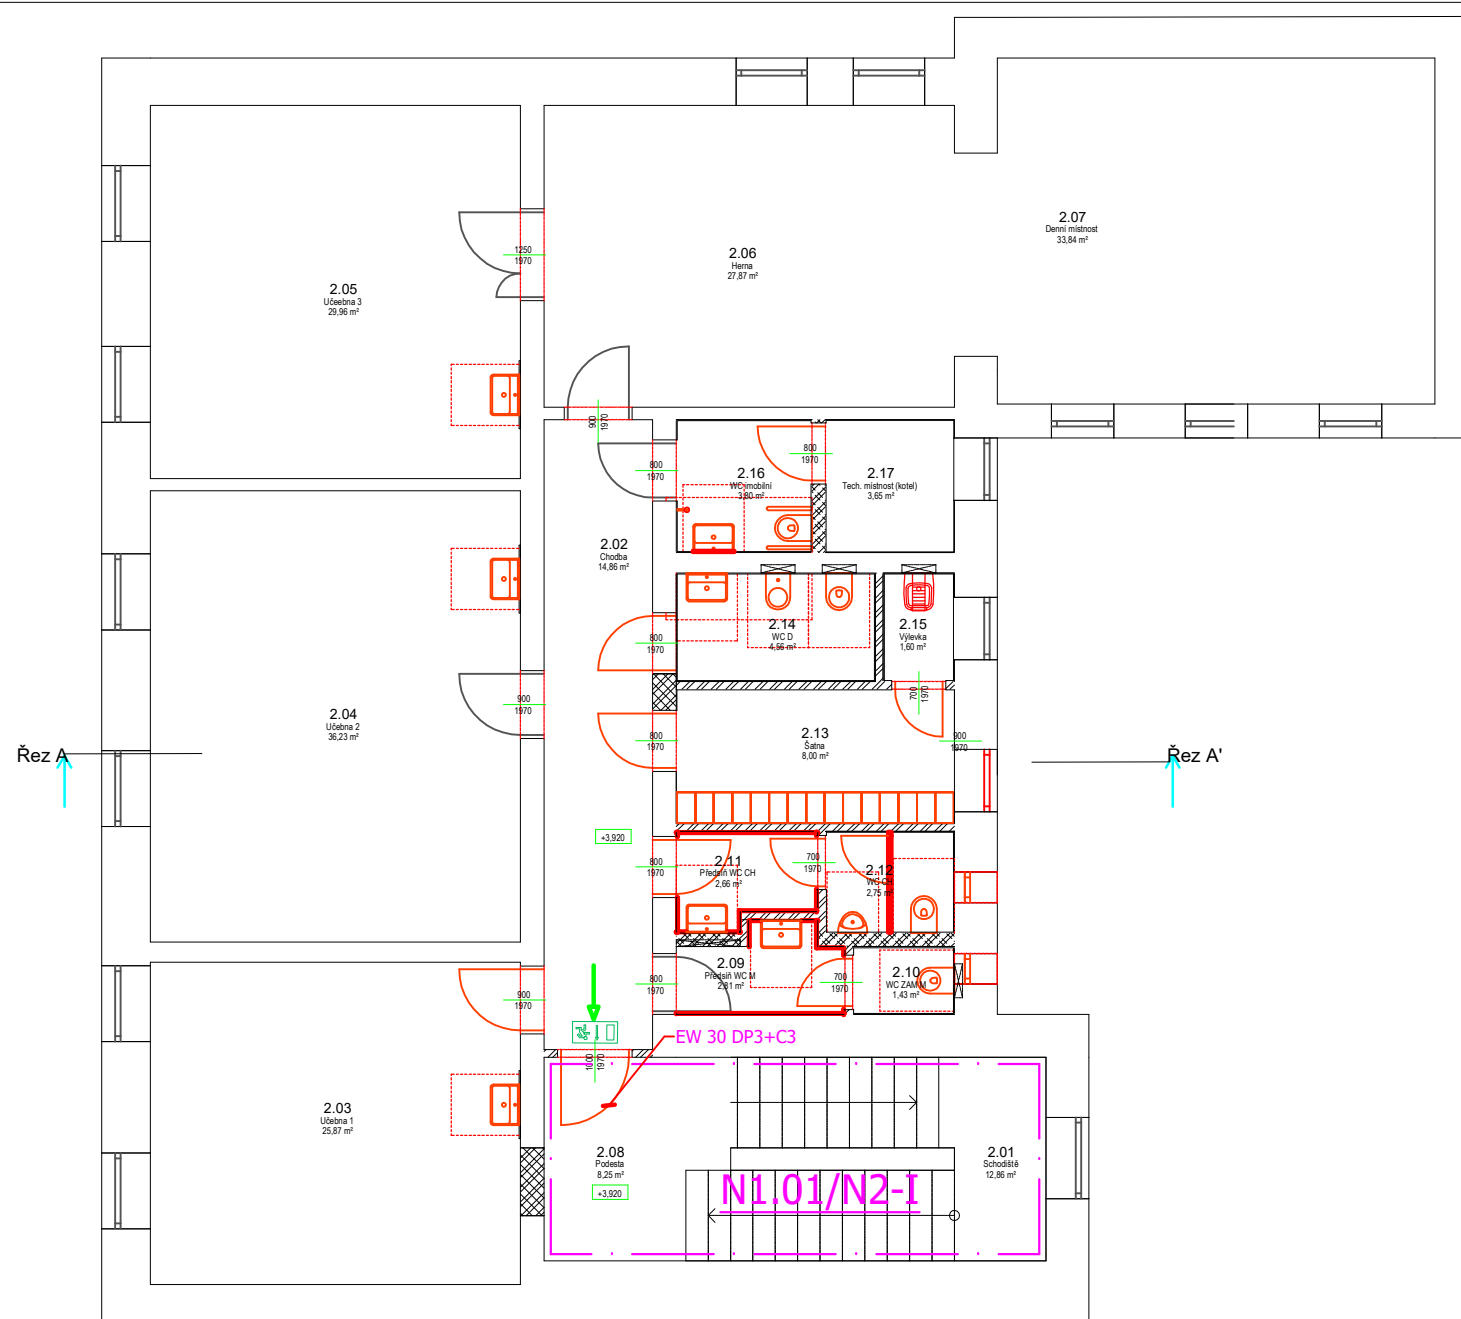 2.07
Denní místnost
33,84 m²
2.06
Herna
27,87 m²
1250
1970
2.05
Účeebna 3
29,96 m²
900
1970
800
1970
800
1970
2.16
WC imobilní
3,80 m²
2.17
Tech. místnost (kotel)
3,65 m²
2.02
Chodba
14,86 m²
2.14
WC D
4,56 m²
2.15
Výlevka
1,60 m²
800
1970
700
1970
900
1970
2.04
Učebna 2
36,23 m²
2.13
Šatna
8,00 m²
800
1970
900
1970
Řez A
Řez A'
+3,920
800
1970
2.11
Předsíň WC CH
2,66 m²
700
1970
2.12
WC CH
2,75 m²
2.09
Předsíň WC M
2,81 m²
800
1970
700
1970
2.10
WC ZAM M
1,43 m²
900
1970
EW 30 DP3+C3
1000
1970
2.03
Učebna 1
25,87 m²
2.08
Podesta
8,25 m²
+3,920
2.01
Schodiště
12,86 m²
N1.01/N2-I